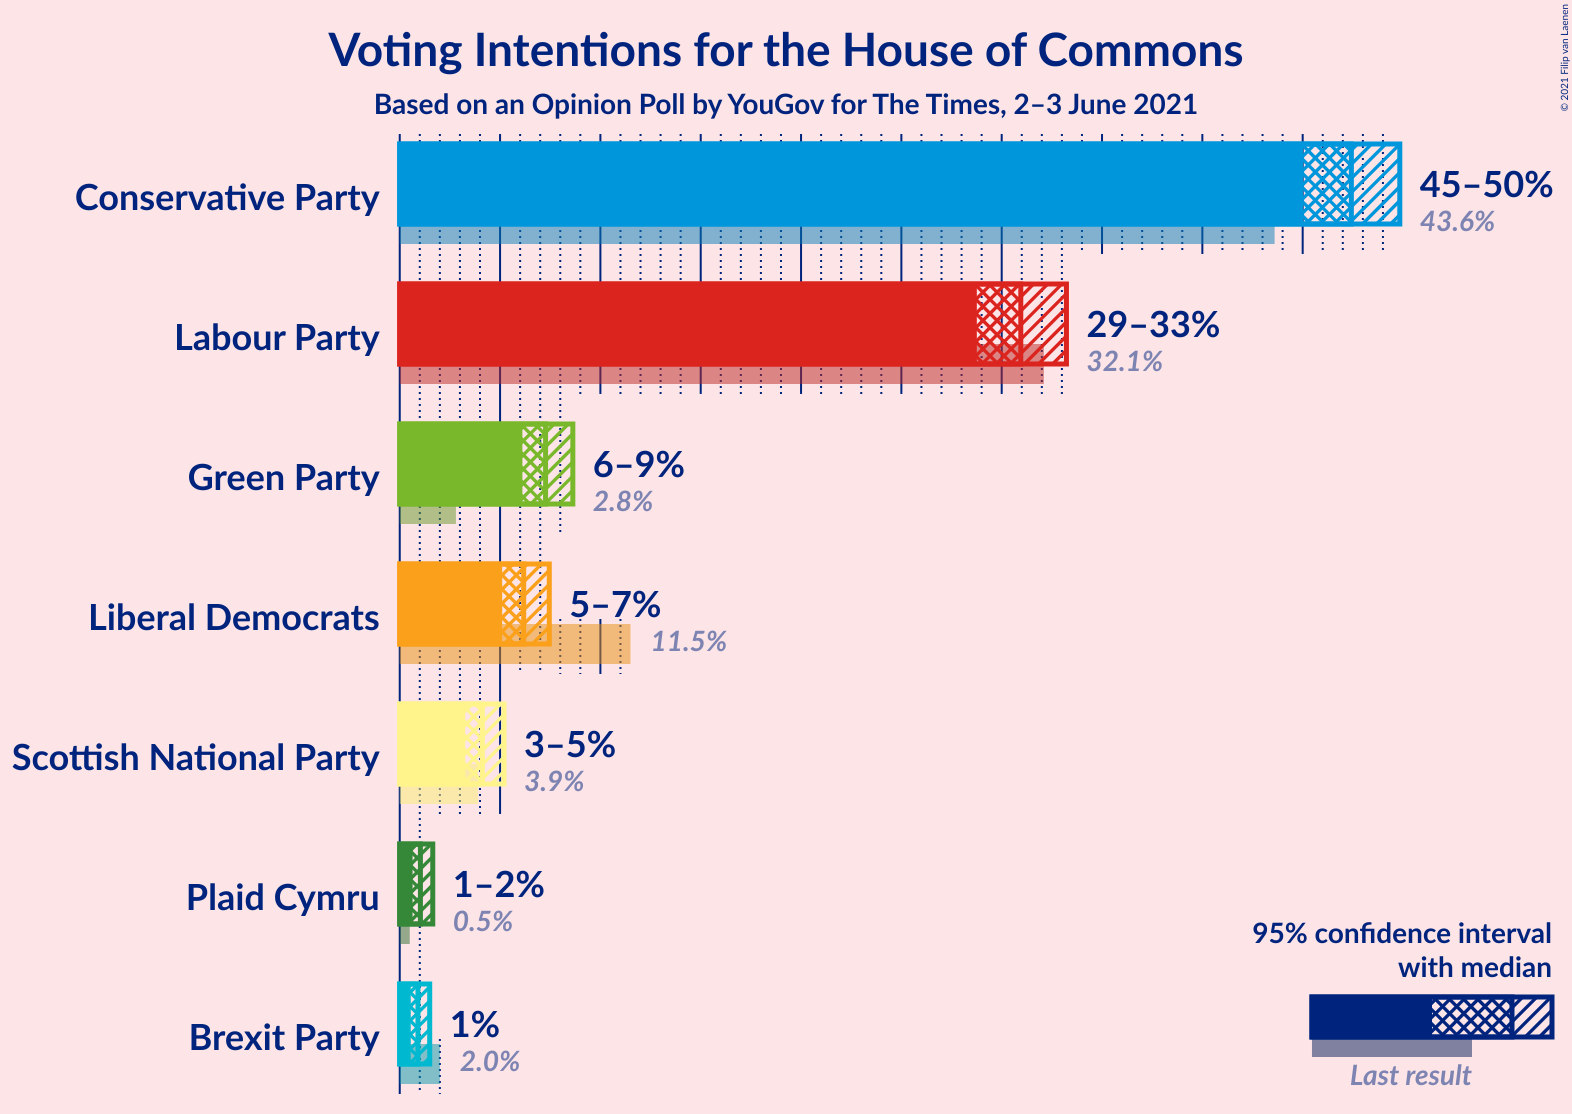 Voting Intentions for the House of Commons
Based on an Opinion Poll by YouGov for The Times, 2–3 June 2021
© 2021 Filip van Laenen
Conservative Party
45–50%
43.6%
Labour Party
29–33%
32.1%
Green Party
6–9%
2.8%
Liberal Democrats
5–7%
11.5%
Scottish National Party
3–5%
3.9%
Plaid Cymru
1–2%
0.5%
Brexit Party
1%
2.0%
95% confidence interval
with median
Last result